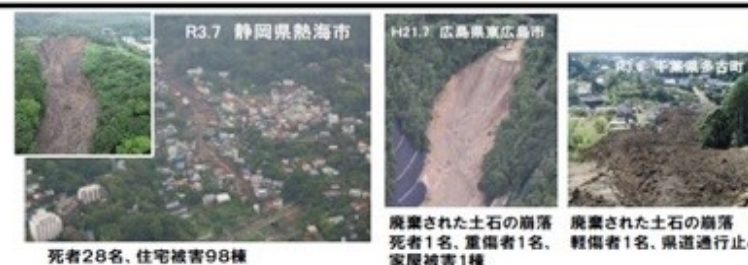 R3.7 静岡県熱海市
死者28名、住宅被害98棟
H21.7 広島県東広島市
廃棄された土石の崩落
死者1名、重傷者1名、
家屋被害1棟
千葉県多古町
廃棄された土石の崩落
軽傷者1名、県道通行止